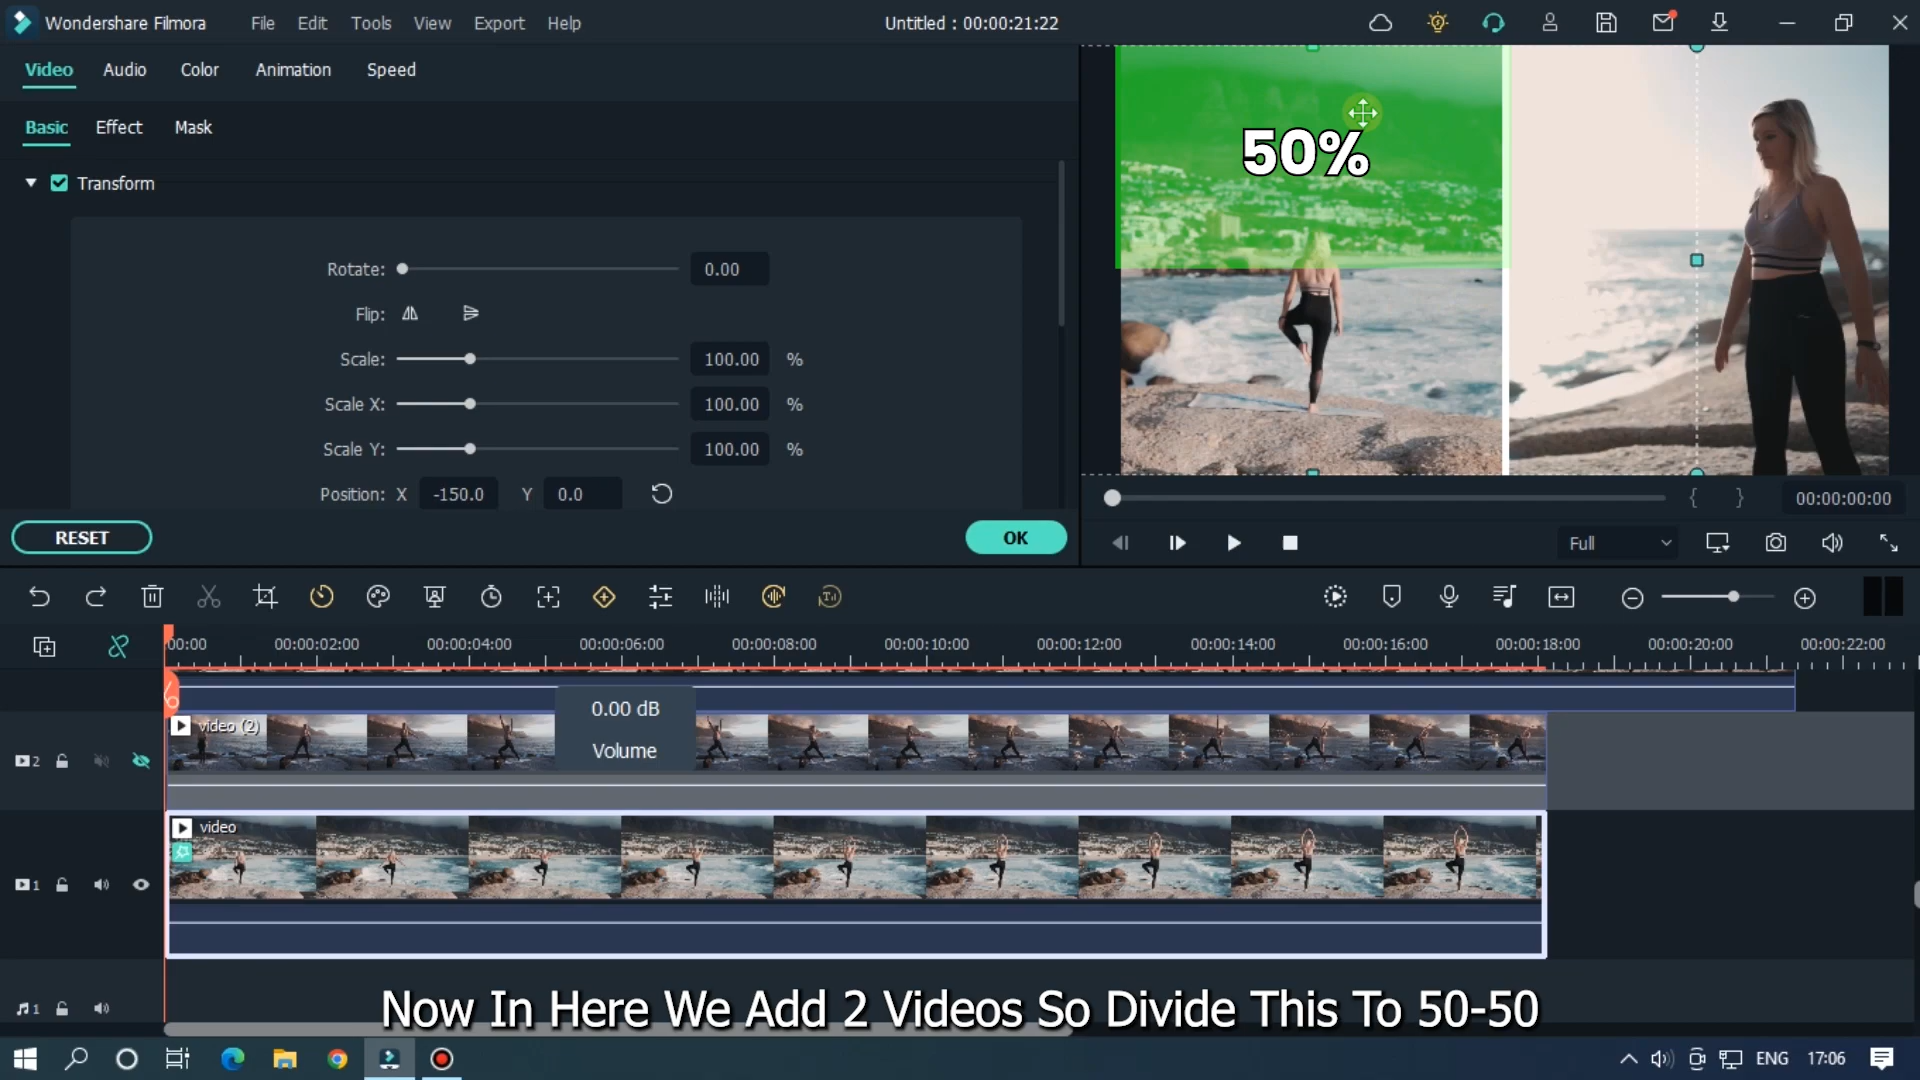 Wondershare Filmora File Edit Tools View Export Help Untitled : 00:00:21:22
Video Audio Color Animation Speed
Basic Effect Mask
Transform
Rotate: 0.00
Flip:
Scale: 100.00 %
Scale X: 100.00 %
Scale Y: 100.00 %
Position: X -150.0 Y 0.0
RESET OK
50%
{ } 00:00:00:00
Full
00:00 00:00:02:00 00:00:04:00 00:00:06:00 00:00:08:00 00:00:10:00 00:00:12:00 00:00:14:00 00:00:16:00 00:00:18:00 00:00:20:00 00:00:22:00
0.00 dB
Volume
video (2)
2
video
1
1
Now In Here We Add 2 Videos So Divide This To 50-50
ENG 17:06